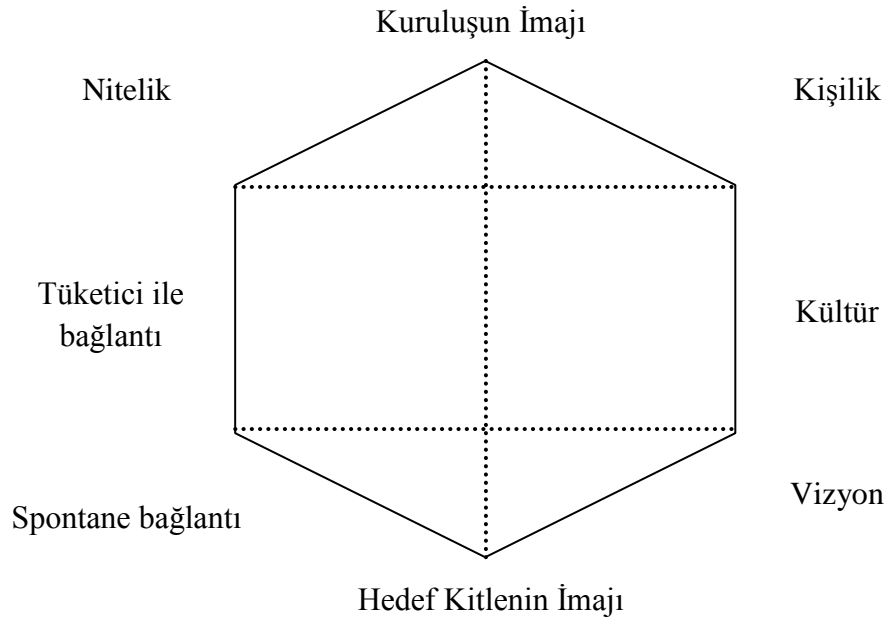 Kuruluşun İmajı
Nitelik
Kişilik
Tüketici ile
bağlantı
Kültür
Vizyon
Spontane bağlantı
Hedef Kitlenin İmajı